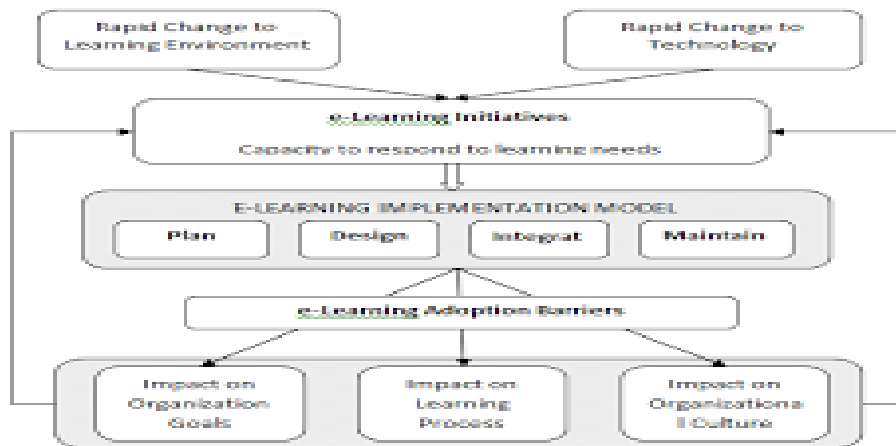 Rapid Change to
Learning Environment
Rapid Change to
Technology
e-Learning Initiatives
Capacity to respond to learning needs
E-LEARNING IMPLEMENTATION MODEL
Plan
Design
Integrat
Maintain
e-Learning Adoption Barriers
Impact on
Organization
Goals
Impact on
Learning
Process
Impact on
Organizationa
l Culture